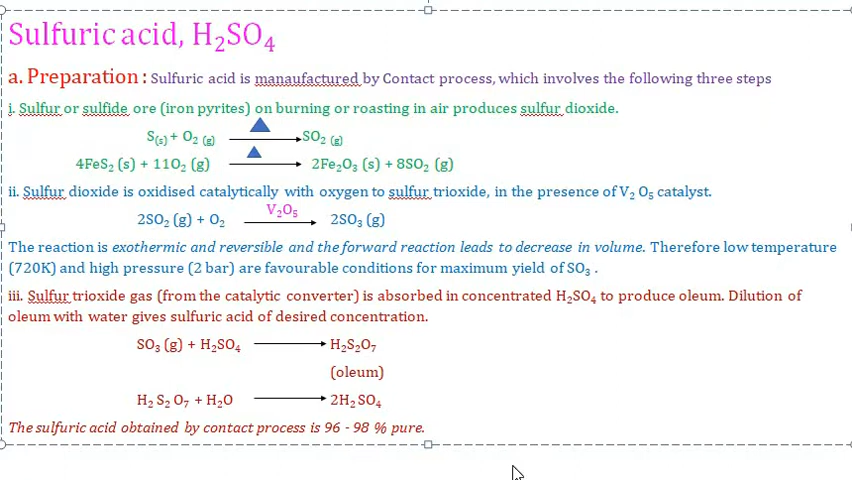 Sulfuric acid, H₂SO₄
a. Preparation : Sulfuric acid is manaufactured by Contact process, which involves the following three steps
i. Sulfur or sulfide ore (iron pyrites) on burning or roasting in air produces sulfur dioxide.
S₍s₎ + O₂ ₍g₎ ⟶ SO₂ ₍g₎
4FeS₂ (s) + 11O₂ (g) ⟶ 2Fe₂O₃ (s) + 8SO₂ (g)
ii. Sulfur dioxide is oxidised catalytically with oxygen to sulfur trioxide, in the presence of V₂ O₅ catalyst.
V₂O₅
2SO₂ (g) + O₂ ⟶ 2SO₃ (g)
The reaction is exothermic and reversible and the forward reaction leads to decrease in volume. Therefore low temperature
(720K) and high pressure (2 bar) are favourable conditions for maximum yield of SO₃ .
iii. Sulfur trioxide gas (from the catalytic converter) is absorbed in concentrated H₂SO₄ to produce oleum. Dilution of
oleum with water gives sulfuric acid of desired concentration.
SO₃ (g) + H₂SO₄ ⟶ H₂S₂O₇
(oleum)
H₂ S ₂ O ₇ + H₂O ⟶ 2H₂ SO₄
The sulfuric acid obtained by contact process is 96 - 98 % pure.